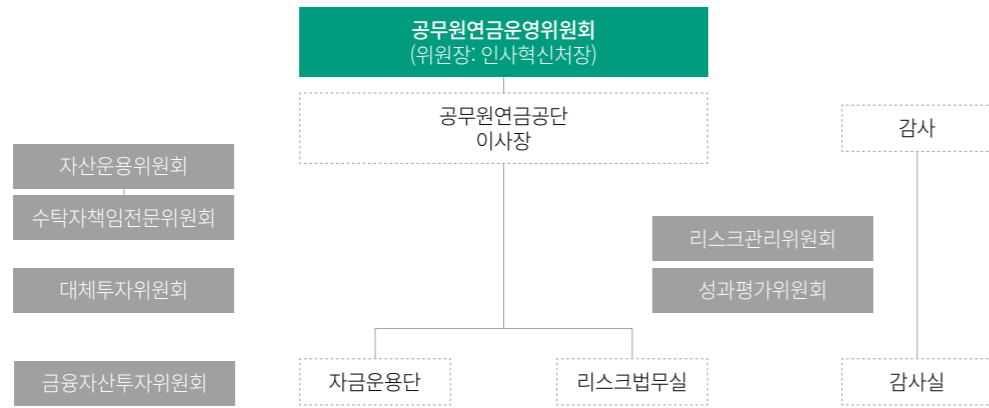 공무원연금운영위원회
(위원장: 인사혁신처장)
공무원연금공단
이사장
감사
자산운용위원회
수탁자책임전문위원회
리스크관리위원회
대체투자위원회
성과평가위원회
금융자산투자위원회
자금운용단
리스크법무실
감사실